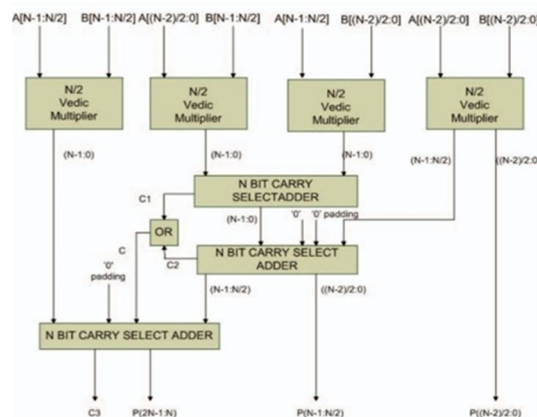 A[N-1:N/2] B[N-1:N/2] A[(N-2)/2:0] B[N-1:N/2] A[N-1:N/2] B[(N-2)/2:0] A[(N-2)/2:0] B[(N-2)/2:0]
N/2
Vedic
Multiplier
N/2
Vedic
Multiplier
N/2
Vedic
Multiplier
N/2
Vedic
Multiplier
(N-1:0)
(N-1:0)
(N-1:0)
(N-1:N/2)
((N-2)/2:0)
N BIT CARRY
SELECTADDER
C1
(N-1:0)
'0'
'0' padding
OR
N BIT CARRY SELECT
ADDER
C2
C
'0'
padding
(N-1:N/2)
((N-2)/2:0)
N BIT CARRY SELECT ADDER
C3
P(2N-1:N)
P(N-1:N/2)
P((N-2)/2:0)